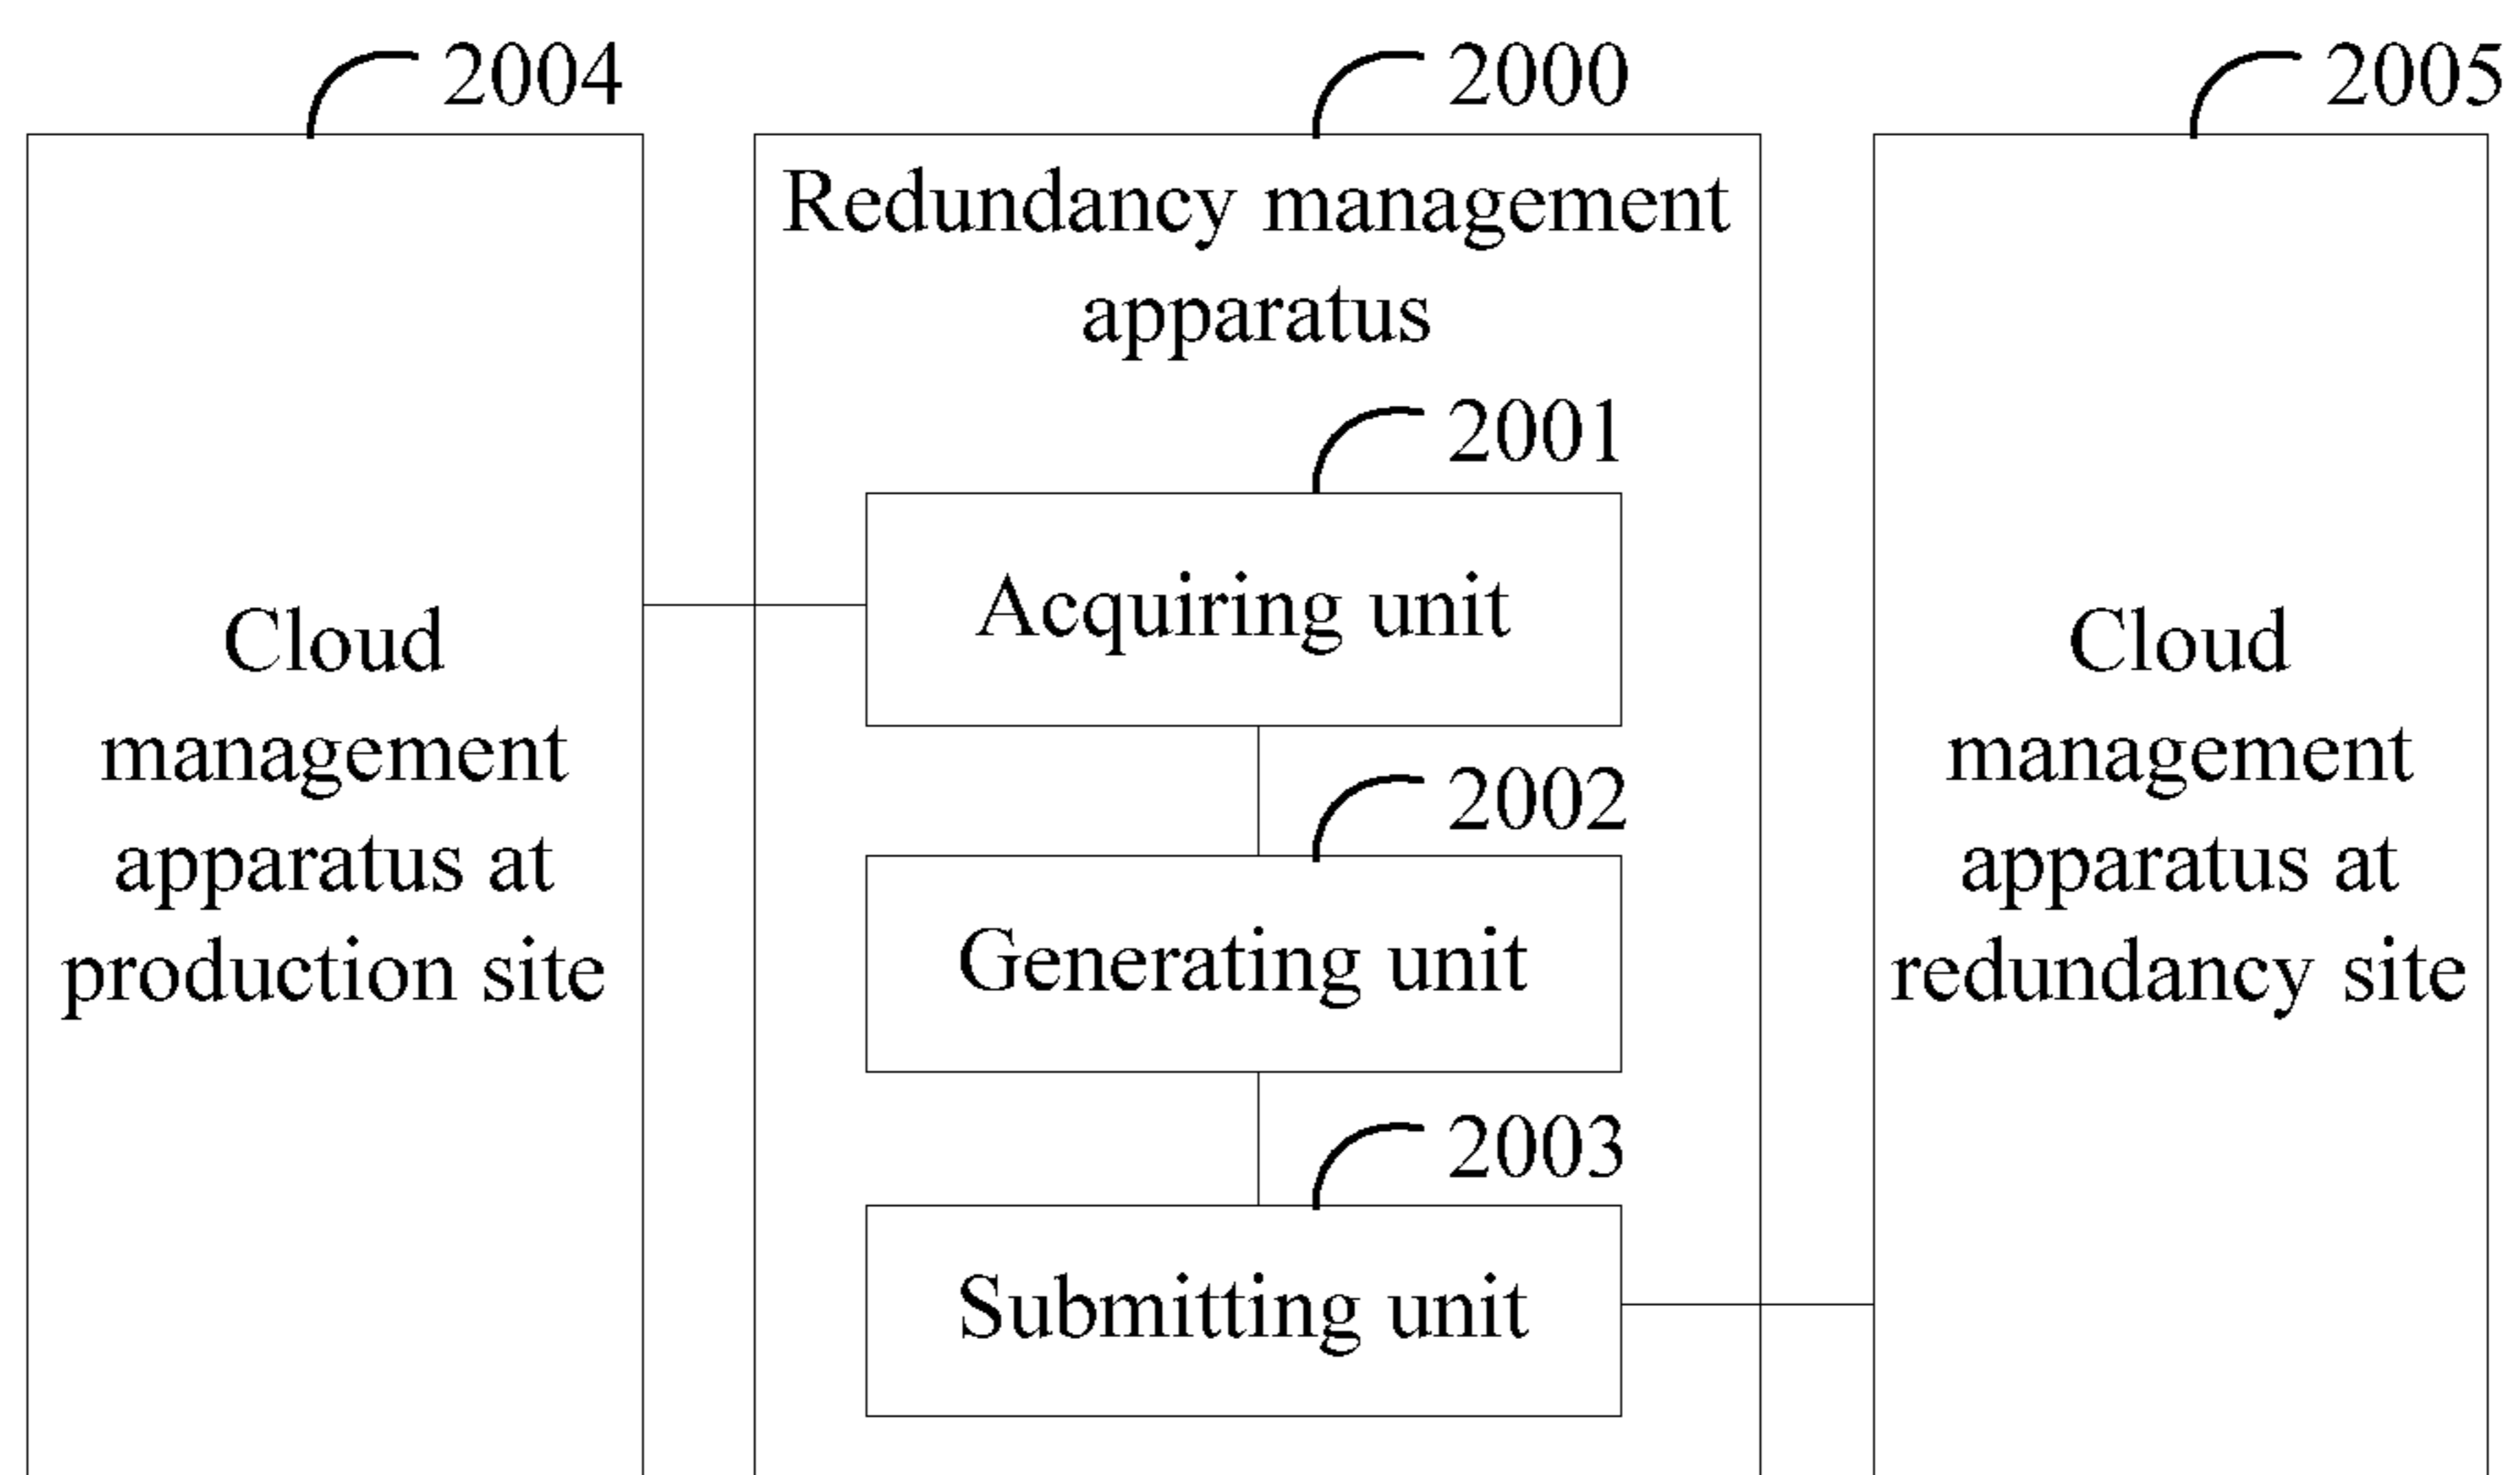 2004
2000
2005
Redundancy management
apparatus
2001
Acquiring unit
Cloud
management
apparatus at
production site
2002
Generating unit
2003
Submitting unit
Cloud
management
apparatus at
redundancy site